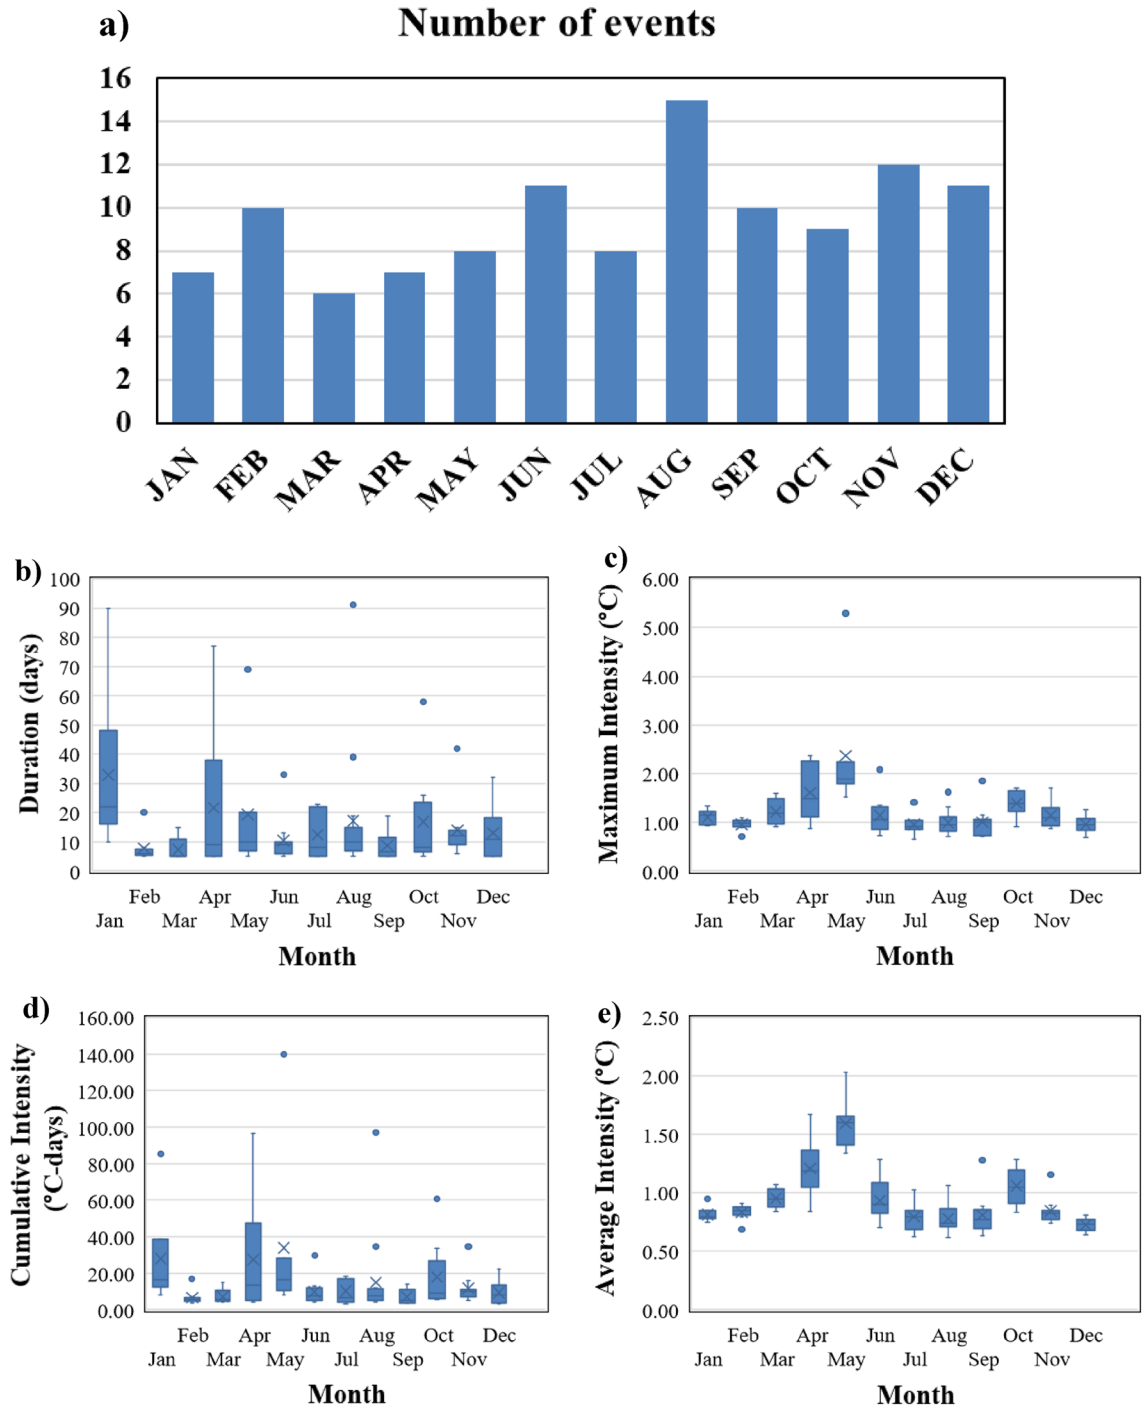 a) Number of events
16
14
12
10
8
6
4
2
0
JAN FEB MAR APR MAY JUN JUL AUG SEP OCT NOV DEC
b)
Duration (days)
100
90
80
70
60
50
40
30
20
10
0
Feb Apr Jun Aug Oct Dec
Jan Mar May Jul Sep Nov
Month
c)
Maximum Intensity (°C)
6.00
5.00
4.00
3.00
2.00
1.00
0.00
Feb Apr Jun Aug Oct Dec
Jan Mar May Jul Sep Nov
Month
d)
Cumulative Intensity
(°C-days)
160.00
140.00
120.00
100.00
80.00
60.00
40.00
20.00
0.00
Feb Apr Jun Aug Oct Dec
Jan Mar May Jul Sep Nov
Month
e)
Average Intensity (°C)
2.50
2.00
1.50
1.00
0.50
0.00
Feb Apr Jun Aug Oct Dec
Jan Mar May Jul Sep Nov
Month